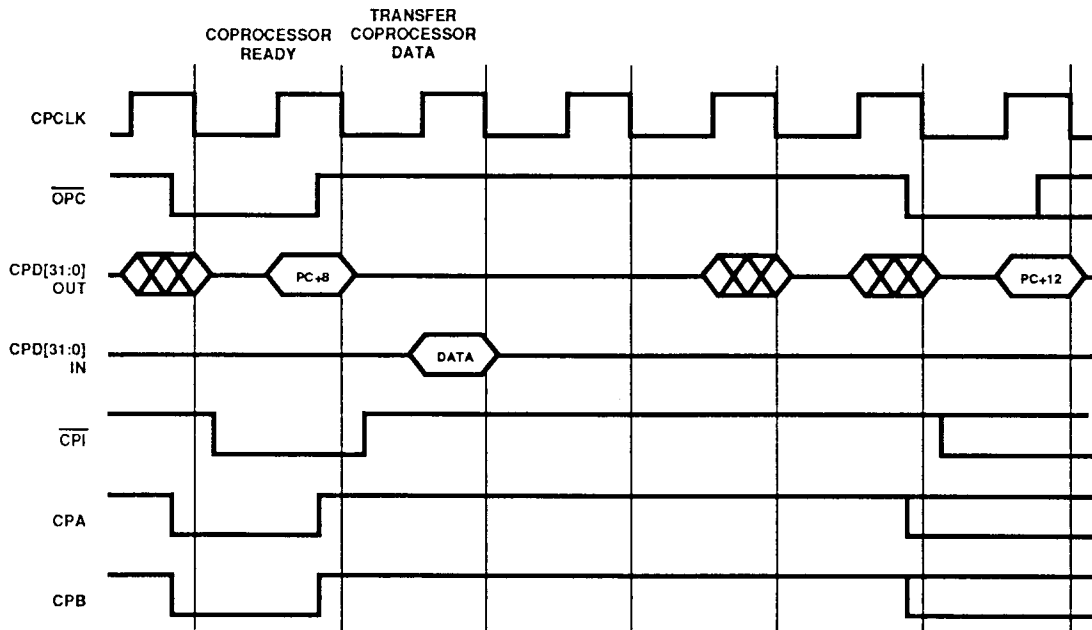 COPROCESSOR
READY
TRANSFER
COPROCESSOR
DATA
CPCLK
OPC
CPD[31:0]
OUT
PC+8
PC+12
CPD[31:0]
IN
DATA
CPI
CPA
CPB